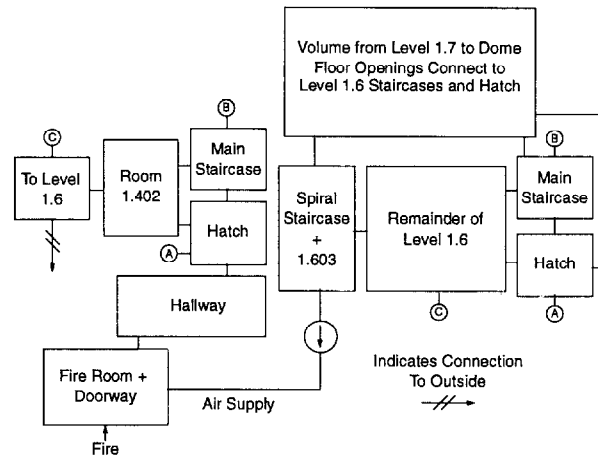 Volume from Level 1.7 to Dome
Floor Openings Connect to
Level 1.6 Staircases and Hatch
B
C
B
To Level
1.6
Room
1.402
Main
Staircase
Spiral
Staircase
+
1.603
Remainder of
Level 1.6
Main
Staircase
Hatch
A
Hatch
Hallway
C
A
Fire Room +
Doorway
Air Supply
Indicates Connection
To Outside
Fire